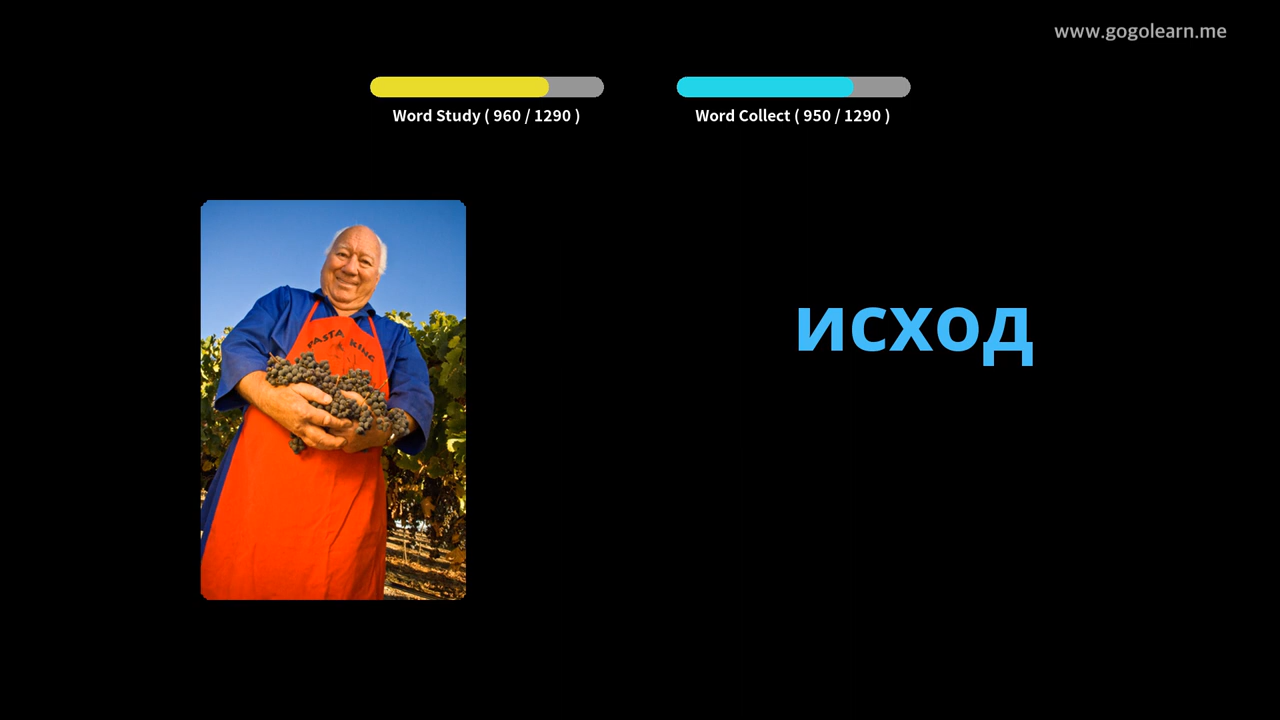 www.gogolearn.me
Word Study ( 960 / 1290 )
Word Collect ( 950 / 1290 )
PASTA KING
исход